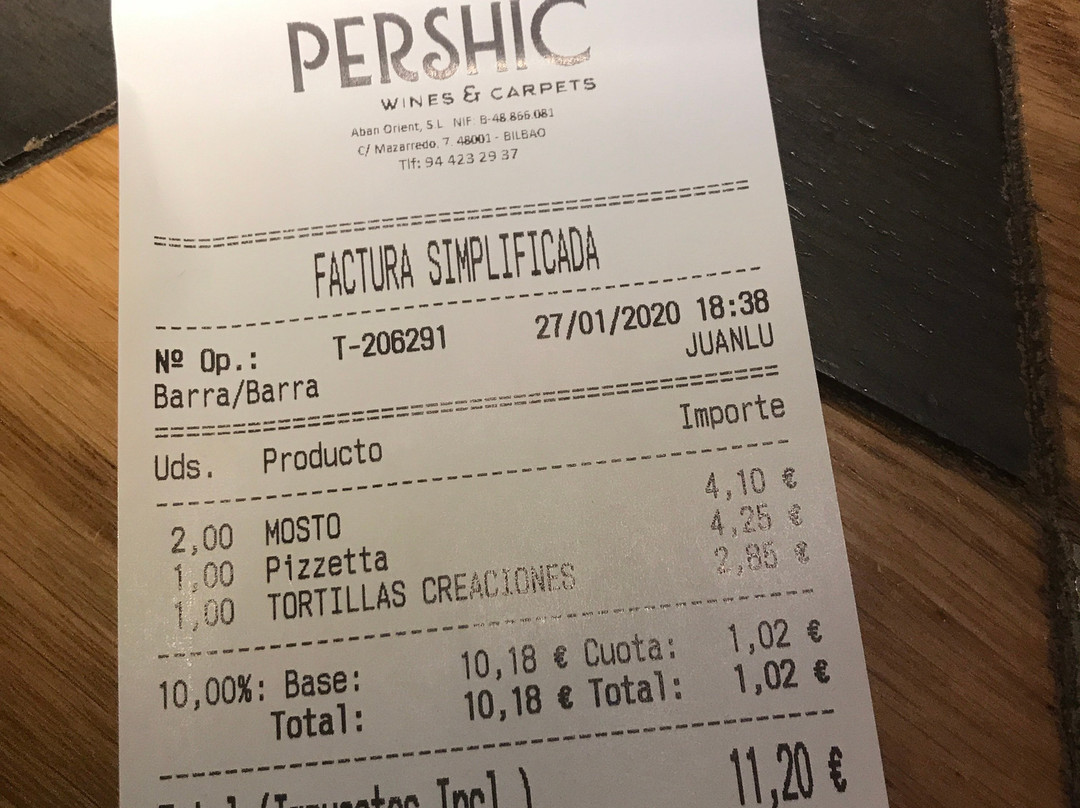 PERSHIC
WINES & CARPETS
Aban Orient, S.L NIF B-48.866.081
C/ Mazarredo, 7. 48001 - BILBAO
Tlf: 94 423 29 37
FACTURA SIMPLIFICADA
Nº Op.: T-206291 27/01/2020 18:38
Barra/Barra JUANLU
Uds. Producto Importe
2,00 MOSTO 4,10 €
1,00 Pizzetta 4,25 €
1,00 TORTILLAS CREACIONES 2,85 €
10,00%: Base: 10,18 € Cuota: 1,02 €
Total: 10,18 € Total: 1,02 €
Total (Impuestos Incl.) 11,20 €